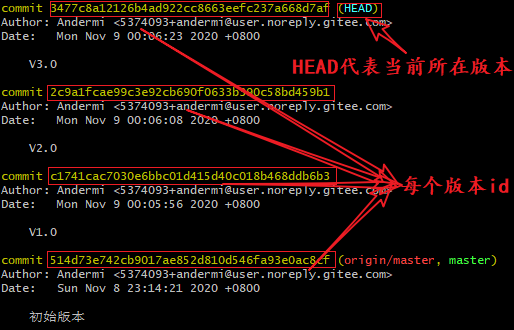 commit 3477c8a12126b4ad922cc8663eefc237a668d7af (HEAD)
Author: Andermi <5374093+andermi@user.noreply.gitee.com>
Date: Mon Nov 9 00:06:23 2020 +0800
V3.0
HEAD代表当前所在版本
commit 2c9a1fcae99c3e92cb690f0633b500c58bd459b1
Author: Andermi <5374093+andermi@user.noreply.gitee.com>
Date: Mon Nov 9 00:06:08 2020 +0800
V2.0
commit c1741cac7030e6bbc01d415d40c018b468ddb6b3
每个版本id
Author: Andermi <5374093+andermi@user.noreply.gitee.com>
Date: Mon Nov 9 00:05:56 2020 +0800
V1.0
commit 514d73e742cb9017ae852d810d546fa93e0ac8cf (origin/master, master)
Author: Andermi <5374093+andermi@user.noreply.gitee.com>
Date: Sun Nov 8 23:14:21 2020 +0800
初始版本